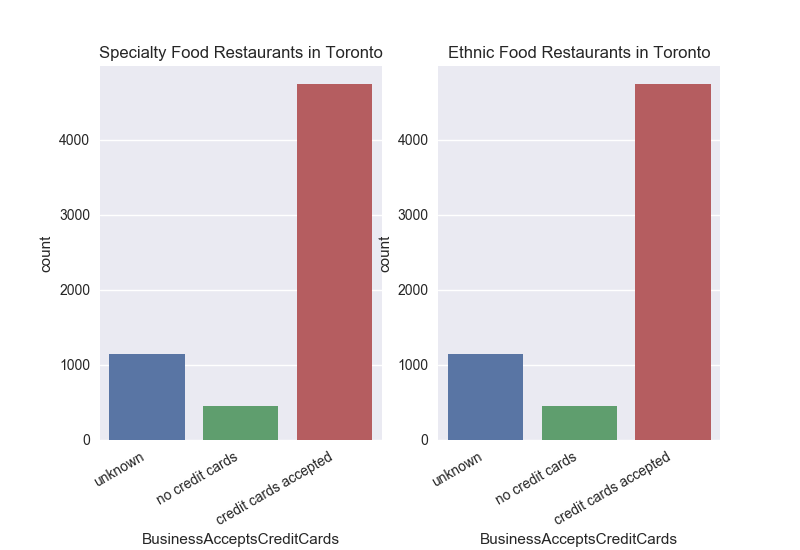 Specialty Food Restaurants in Toronto
4000
3000
2000
1000
0
count
unknown
no credit cards
credit cards accepted
BusinessAcceptsCreditCards
Ethnic Food Restaurants in Toronto
4000
3000
2000
1000
0
count
unknown
no credit cards
credit cards accepted
BusinessAcceptsCreditCards